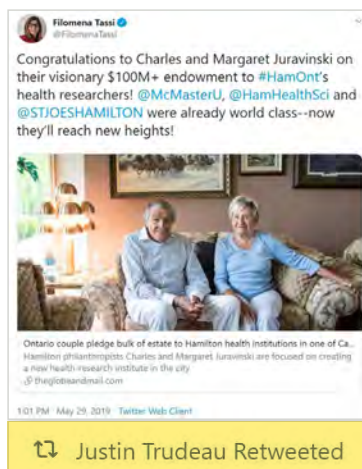 Filomena Tassi
@FilomenaTassi
Congratulations to Charles and Margaret Juravinski on
their visionary $100M+ endowment to #HamOnt's
health researchers! @McMasterU, @HamHealthSci and
@STJOESHAMILTON were already world class--now
they'll reach new heights!
Ontario couple pledge bulk of estate to Hamilton health institutions in one of Ca...
Hamilton philanthropists Charles and Margaret Juravinski are focused on creating
a new health-research institute in the city
theglobeandmail.com
1:01 PM · May 29, 2019 · Twitter Web Client
Justin Trudeau Retweeted